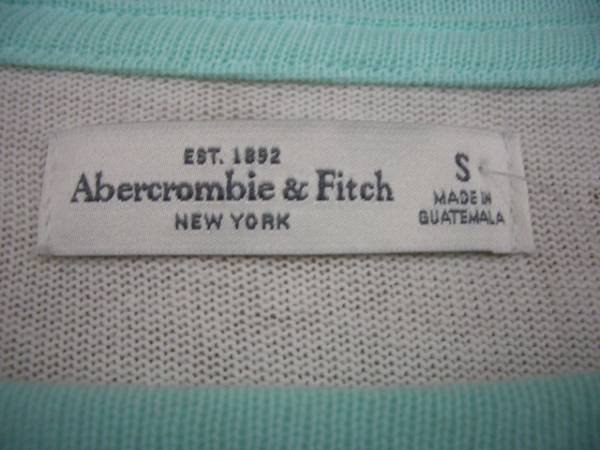 EST. 1892
Abercrombie & Fitch
NEW YORK
S
MADE IN
GUATEMALA